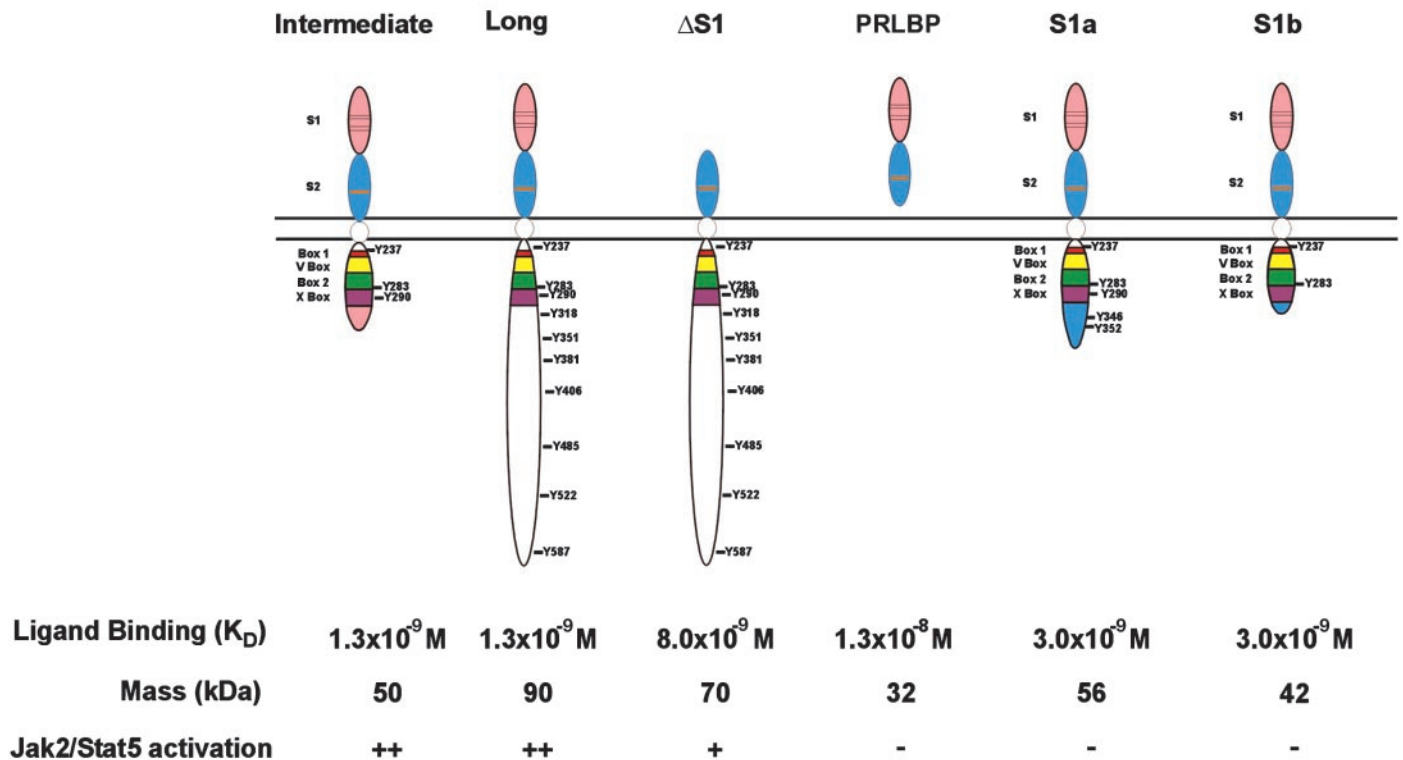 Intermediate Long ΔS1 PRLBP S1a S1b
S1 S1 S1
S2 S2 S2
Box 1 Y237 Y237 Y237 Box 1 Y237 Box 1 Y237
V Box V Box V Box
Box 2 Y283 Y283 Y283 Box 2 Y283 Box 2 Y283
X Box Y290 Y290 Y290 X Box Y290 X Box
Y318 Y318 Y346
Y351 Y351 Y352
Y381 Y381
Y406 Y406
Y485 Y485
Y522 Y522
Y587 Y587
Ligand Binding (K_D) 1.3x10^-9 M 1.3x10^-9 M 8.0x10^-9 M 1.3x10^-8 M 3.0x10^-9 M 3.0x10^-9 M
Mass (kDa) 50 90 70 32 56 42
Jak2/Stat5 activation ++ ++ + - - -